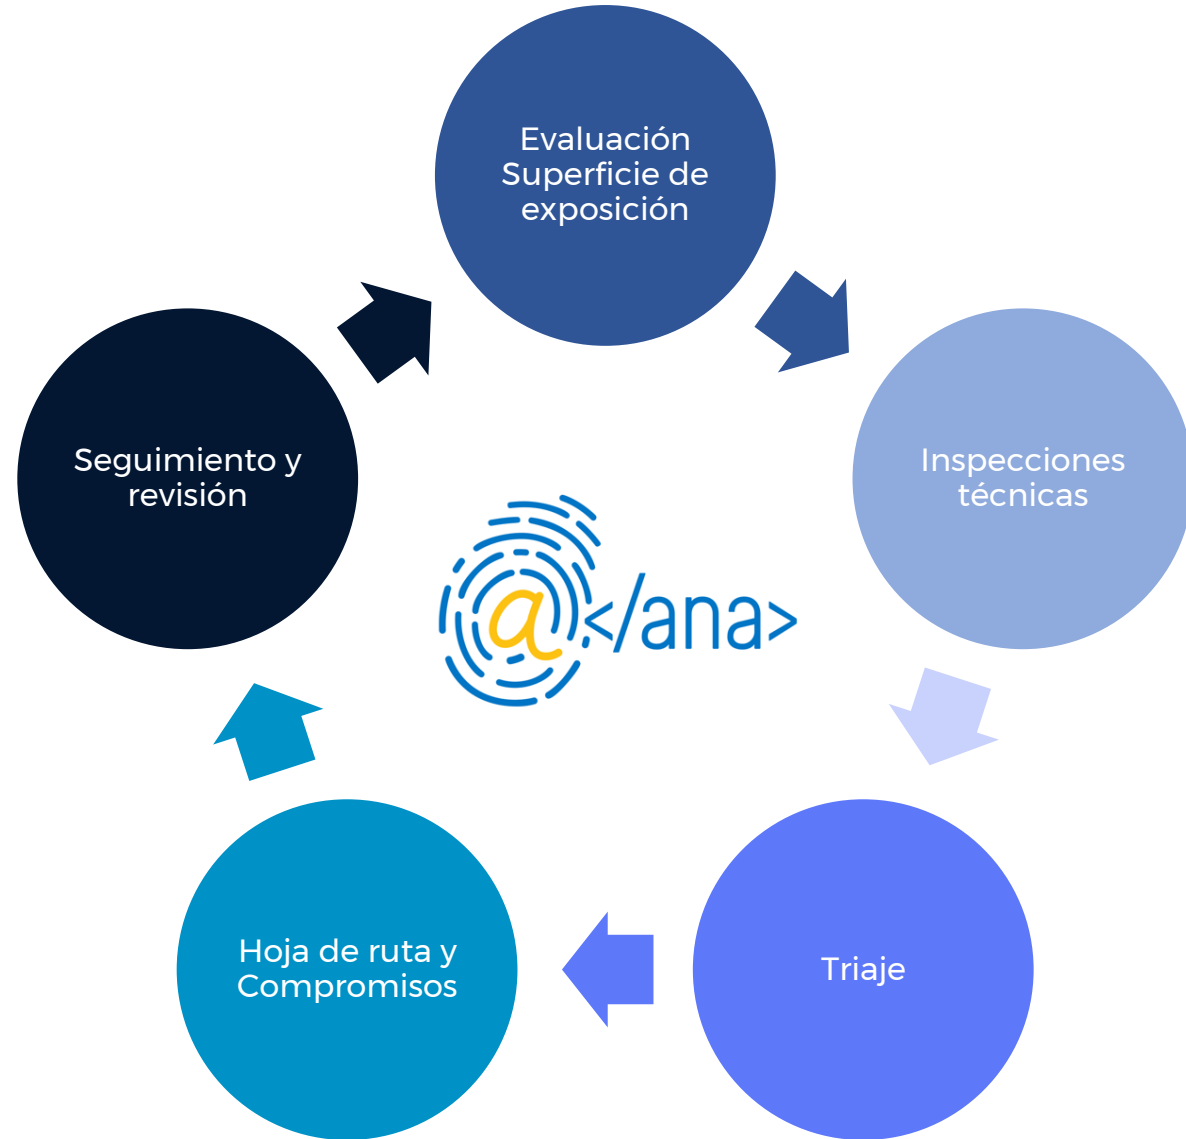 Evaluación
Superficie de
exposición
Inspecciones
técnicas
Triaje
Hoja de ruta y
Compromisos
Seguimiento y
revisión
a</ana>